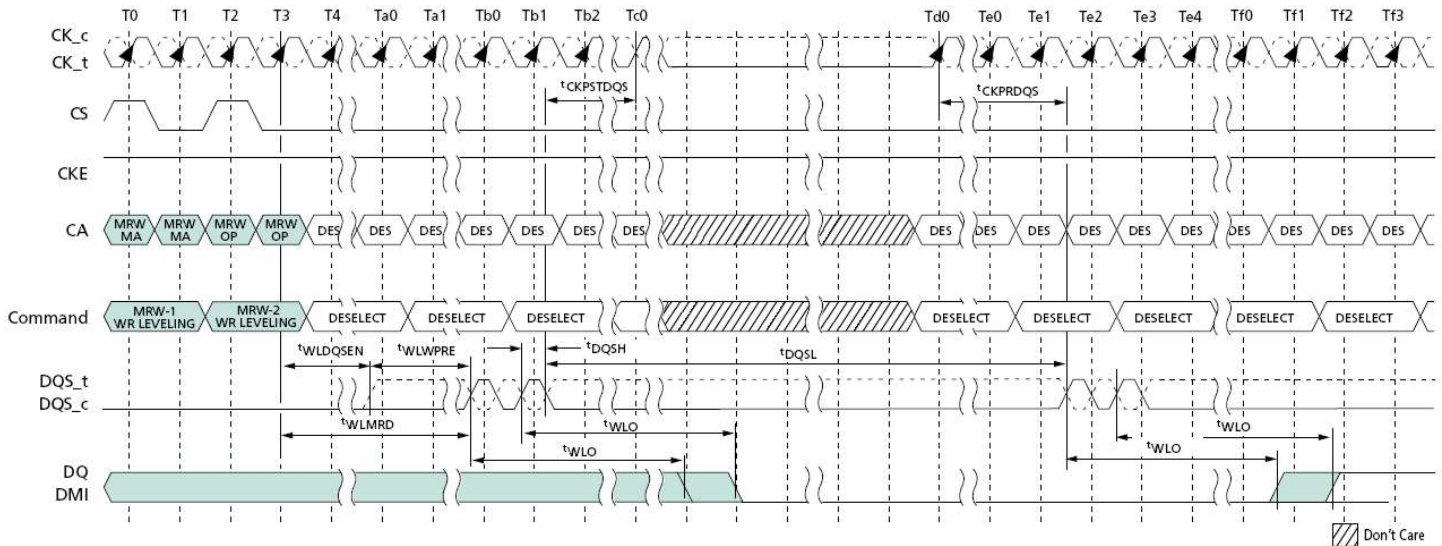 T0 T1 T2 T3 T4 Ta0 Ta1 Tb0 Tb1 Tb2 Tc0 Td0 Te0 Te1 Te2 Te3 Te4 Tf0 Tf1 Tf2 Tf3
CK_c
CK_t
tCKPSTDQS tCKPRDQS
CS
CKE
CA MRW MA MRW MA MRW OP MRW OP DES DES DES DES DES DES DES DES DES DES DES DES DES DES DES DES DES
Command MRW-1 WR LEVELING MRW-2 WR LEVELING DESELECT DESELECT DESELECT DESELECT DESELECT DESELECT DESELECT DESELECT
tWLDQSEN tWLWPRE tDQSH tDQSL
DQS_t
DQS_c
tWLMRD tWLO tWLO
tWLO tWLO
DQ
DMI
Don't Care